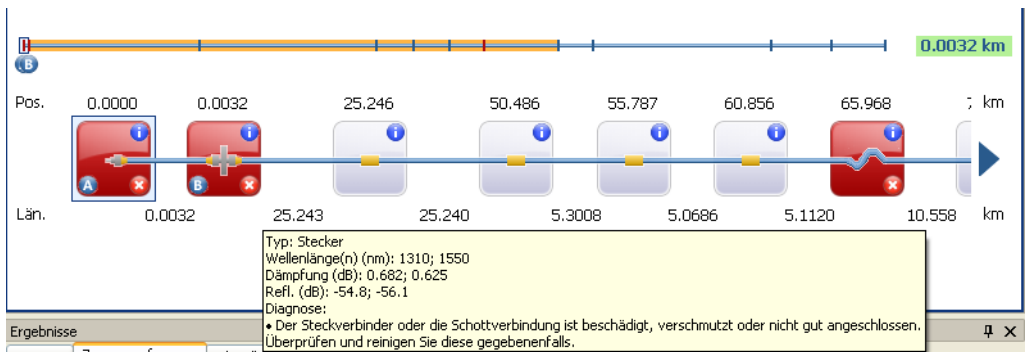 0.0032 km
B
Pos. 0.0000 0.0032 25.246 50.486 55.787 60.856 65.968 km
i i i i i i i
A B
Län. 0.0032 25.243 25.240 5.3008 5.0686 5.1120 10.558 km
Typ: Stecker
Wellenlänge(n) (nm): 1310; 1550
Dämpfung (dB): 0.682; 0.625
Refl. (dB): -54.8; -56.1
Diagnose:
• Der Steckverbinder oder die Schottverbindung ist beschädigt, verschmutzt oder nicht gut angeschlossen.
Überprüfen und reinigen Sie diese gegebenenfalls.
Ergebnisse